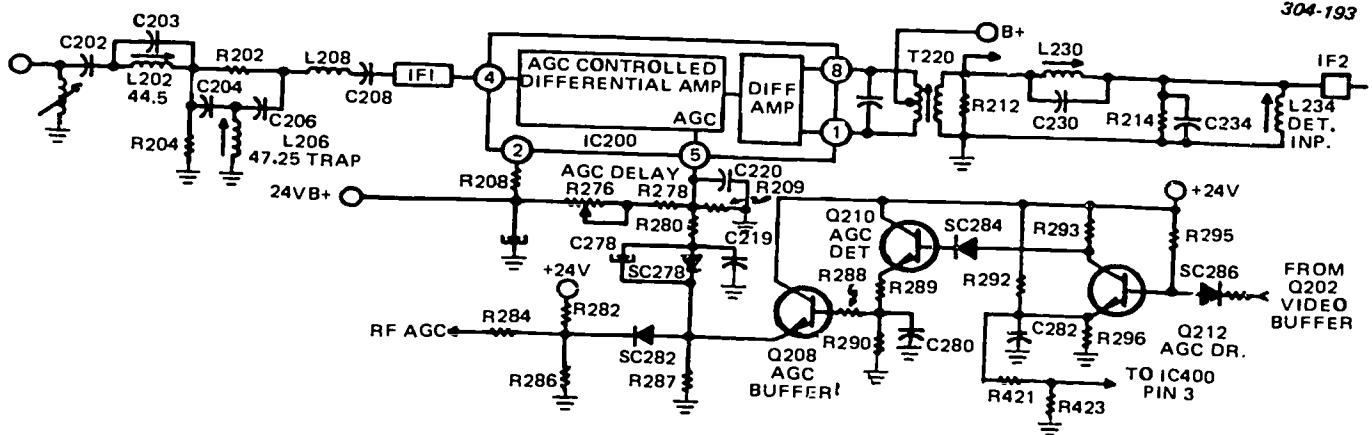 304-193
C203
C202
L202
44.5
R202
L208
C208
IF1
C204
C206
R204
L206
47.25 TRAP
4
AGC CONTROLLED
DIFFERENTIAL AMP
AGC
DIFF
AMP
8
1
2
IC200
5
B+
T220
R212
L230
C230
R214
C234
L234
DET.
INP.
IF2
R208
24VB+
AGC DELAY
R276
R278
C220
R209
R280
C278
SC278
C219
+24V
R282
R284
RF AGC
SC282
R286
R287
Q208
AGC
BUFFER
Q210
AGC
DET
SC284
R288
R289
R290
C280
R292
R293
+24V
R295
SC286
FROM
Q202
VIDEO
BUFFER
C282
R296
Q212
AGC DR.
R421
R423
TO IC400
PIN 3